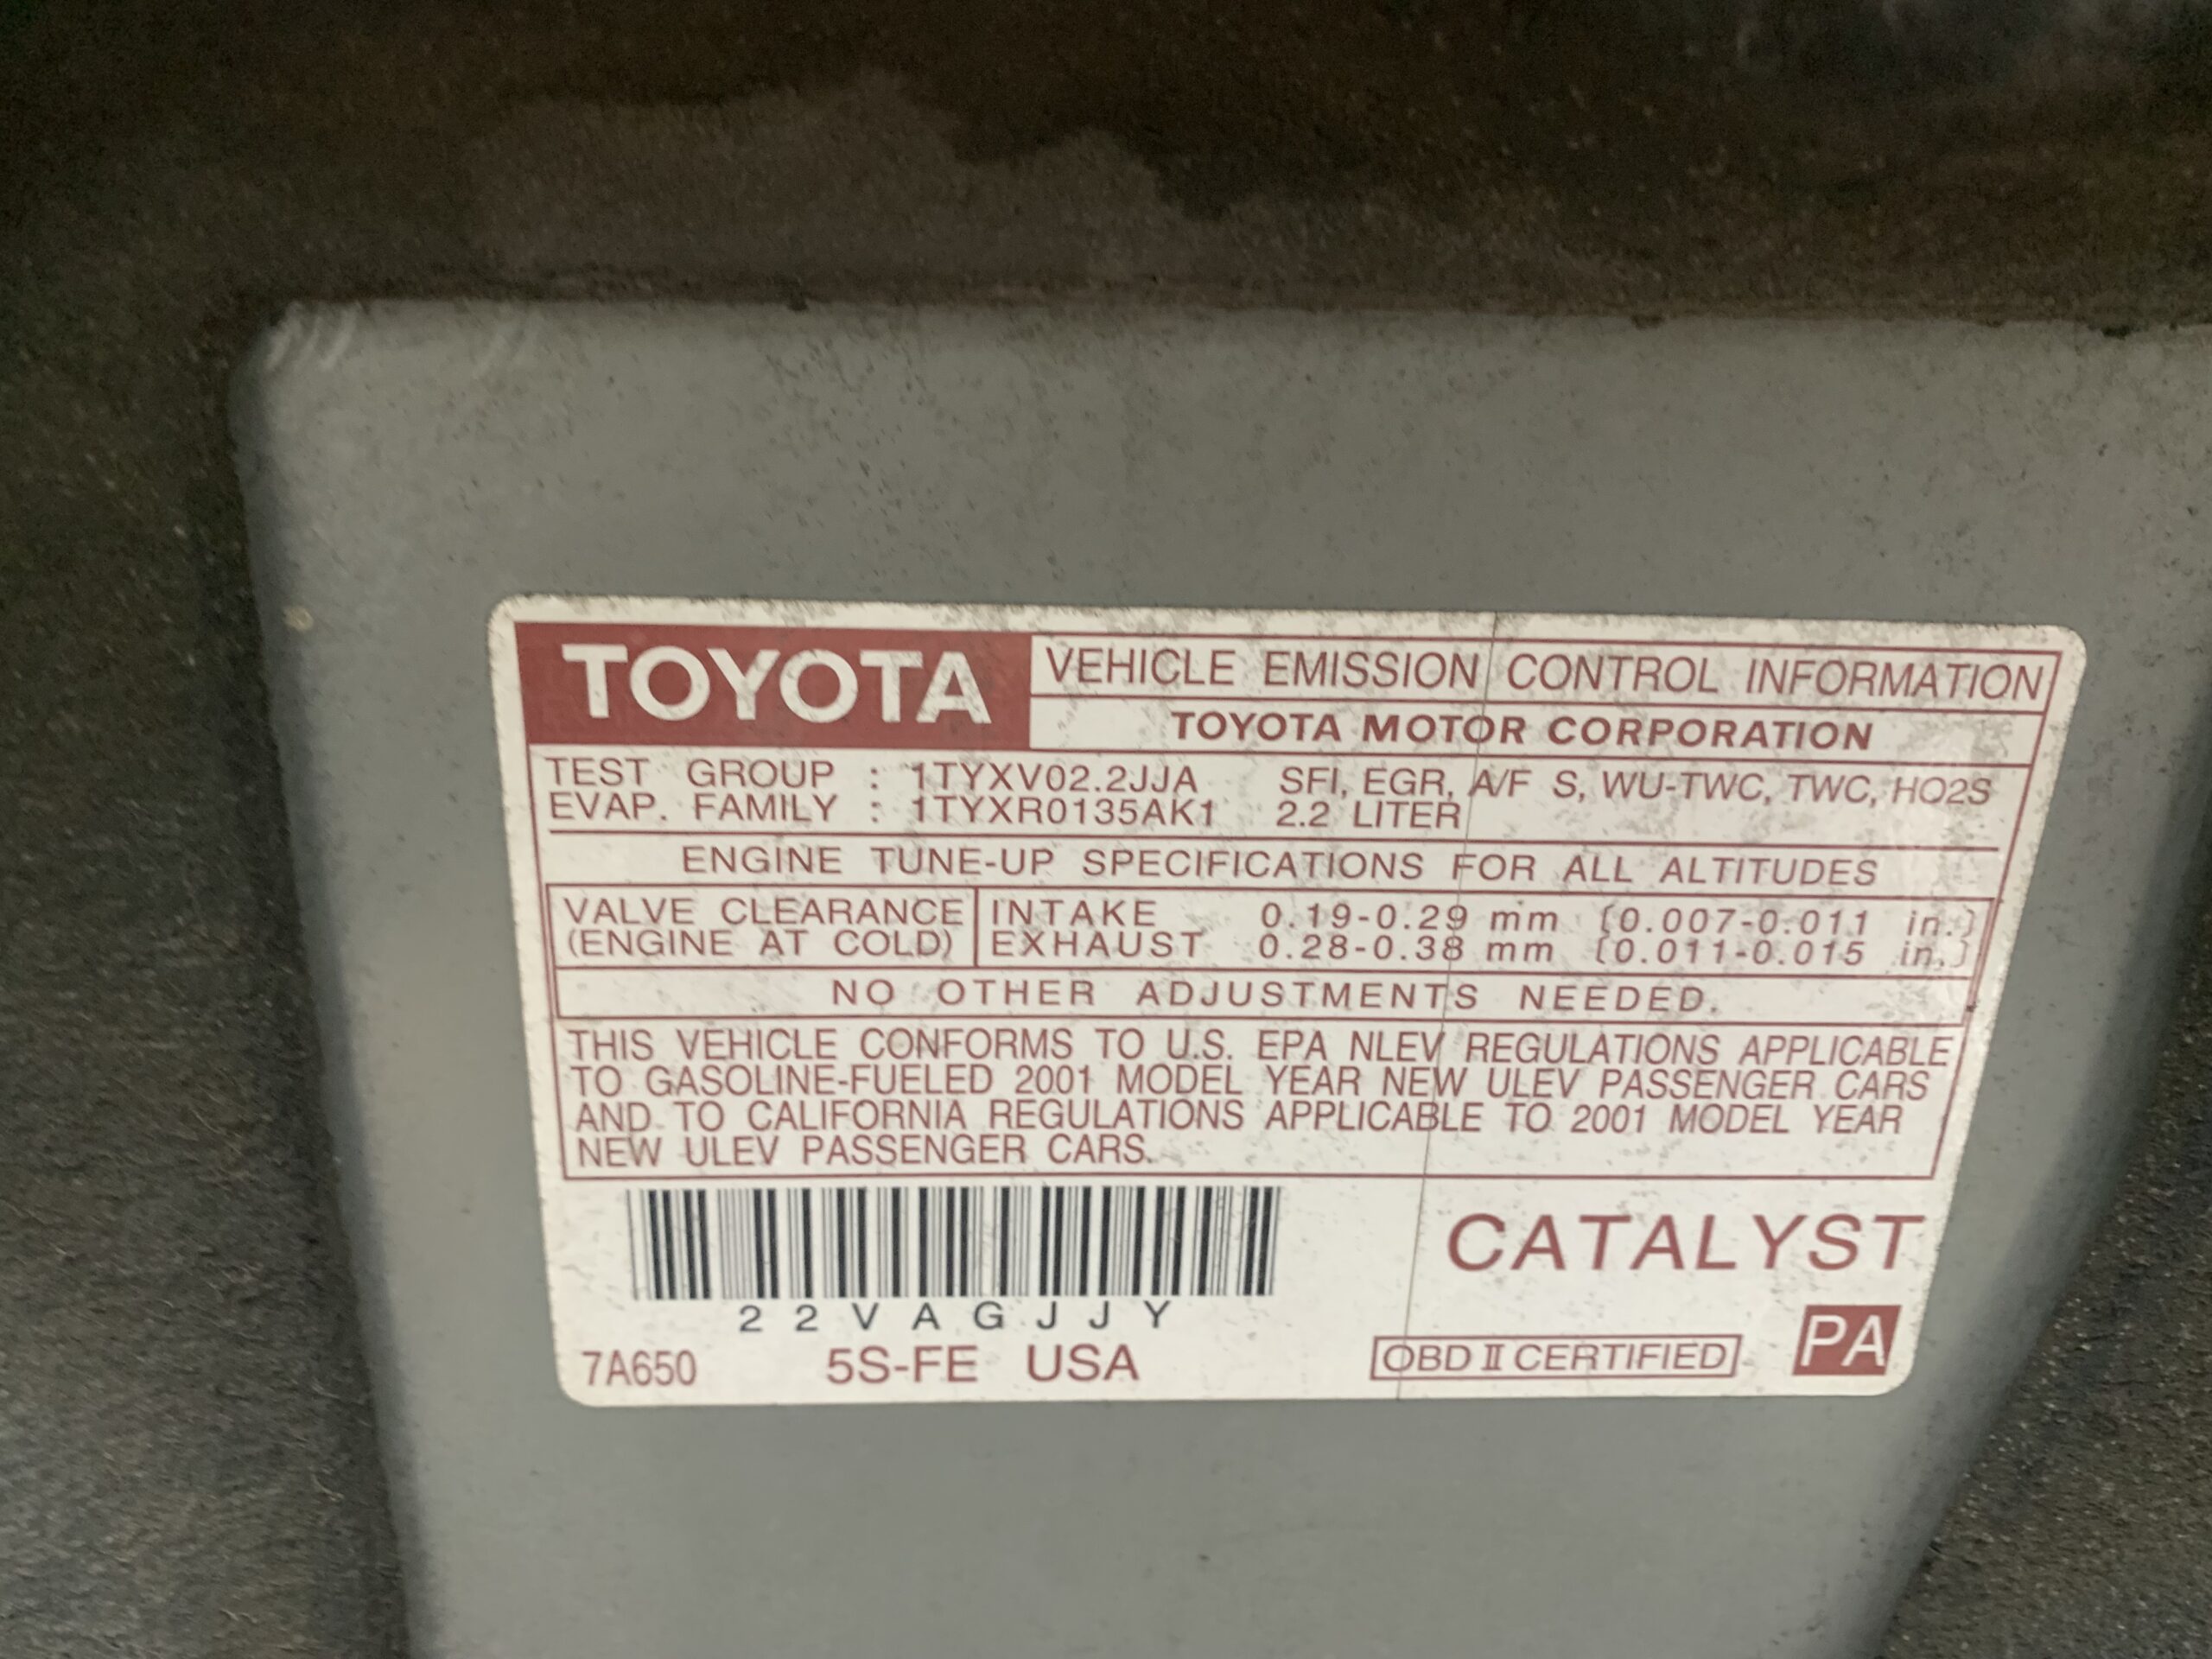 TOYOTA VEHICLE EMISSION CONTROL INFORMATION
TOYOTA MOTOR CORPORATION
TEST GROUP : 1TYXV02.2JJA SFI, EGR, A/F S, WU-TWC, TWC, HO2S
EVAP. FAMILY : 1TYXR0135AK1 2.2 LITER
ENGINE TUNE-UP SPECIFICATIONS FOR ALL ALTITUDES
VALVE CLEARANCE INTAKE 0.19-0.29 mm [0.007-0.011 in.]
(ENGINE AT COLD) EXHAUST 0.28-0.38 mm [0.011-0.015 in.]
NO OTHER ADJUSTMENTS NEEDED.
THIS VEHICLE CONFORMS TO U.S. EPA NLEV REGULATIONS APPLICABLE
TO GASOLINE-FUELED 2001 MODEL YEAR NEW ULEV PASSENGER CARS
AND TO CALIFORNIA REGULATIONS APPLICABLE TO 2001 MODEL YEAR
NEW ULEV PASSENGER CARS.
CATALYST
22VAGJJY
7A650 5S-FE USA OBD II CERTIFIED PA